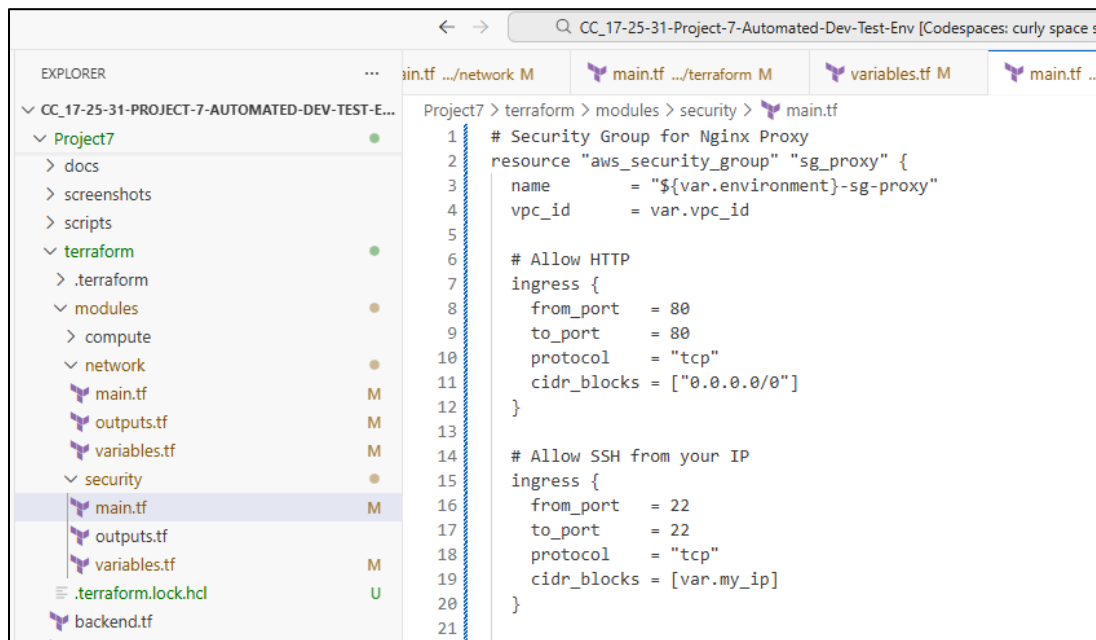 CC_17-25-31-Project-7-Automated-Dev-Test-Env [Codespaces: curly space s
EXPLORER
...
CC_17-25-31-PROJECT-7-AUTOMATED-DEV-TEST-E...
Project7
docs
screenshots
scripts
terraform
.terraform
modules
compute
network
main.tf M
outputs.tf M
variables.tf M
security
main.tf M
outputs.tf
variables.tf M
.terraform.lock.hcl U
backend.tf
ain.tf .../network M main.tf .../terraform M variables.tf M main.tf ..
Project7 > terraform > modules > security > main.tf
1 # Security Group for Nginx Proxy
2 resource "aws_security_group" "sg_proxy" {
3 name = "${var.environment}-sg-proxy"
4 vpc_id = var.vpc_id
5
6 # Allow HTTP
7 ingress {
8 from_port = 80
9 to_port = 80
10 protocol = "tcp"
11 cidr_blocks = ["0.0.0.0/0"]
12 }
13
14 # Allow SSH from your IP
15 ingress {
16 from_port = 22
17 to_port = 22
18 protocol = "tcp"
19 cidr_blocks = [var.my_ip]
20 }
21